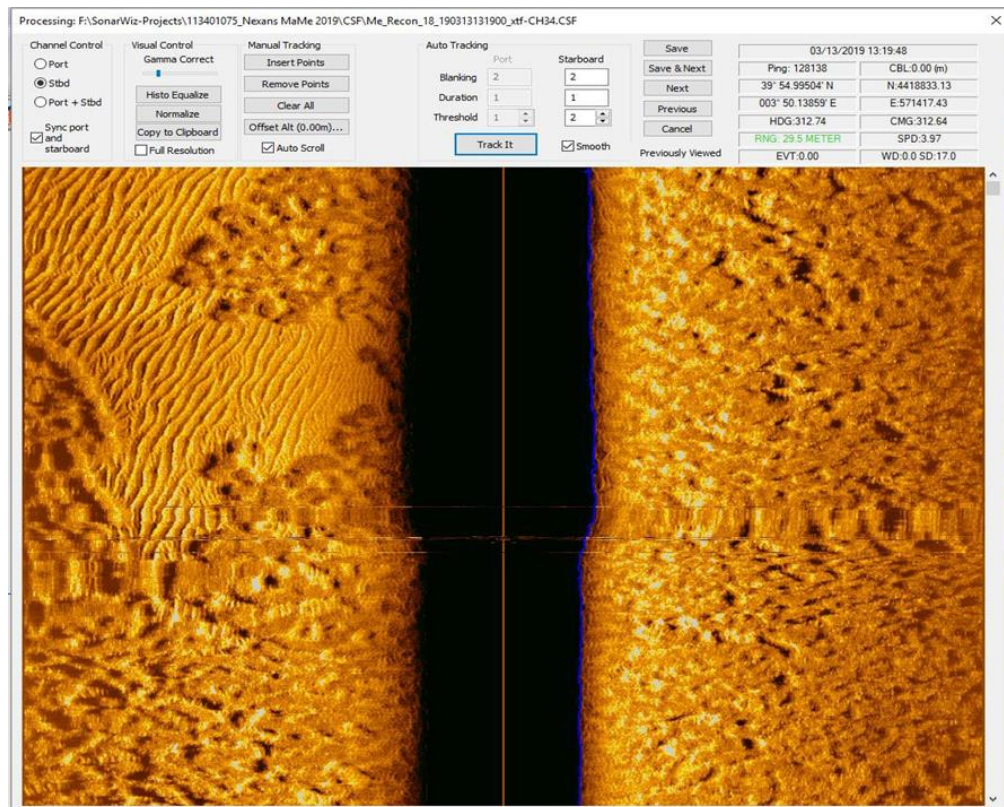 Processing: F:\SonarWiz-Projects\113401075_Nexans MaMe 2019\CSF\Me_Recon_18_190313131900_xtf-CH34.CSF
Channel Control
Port
Stbd
Port + Stbd
Sync port
and
starboard
Visual Control
Gamma Correct
Histo Equalize
Normalize
Copy to Clipboard
Full Resolution
Manual Tracking
Insert Points
Remove Points
Clear All
Offset Alt (0.00m)...
Auto Scroll
Auto Tracking
Port Starboard
Blanking 2 2
Duration 1 1
Threshold 1 2
Track It Smooth
Save
Save & Next
Next
Previous
Cancel
Previously Viewed
03/13/2019 13:19:48
Ping: 128138 CBL:0.00 (m)
39° 54.99504' N N:4418833.13
003° 50.13859' E E:571417.43
HDG:312.74 CMG:312.64
RNG: 29.5 METER SPD:3.97
EVT:0.00 WD:0.0 SD:17.0